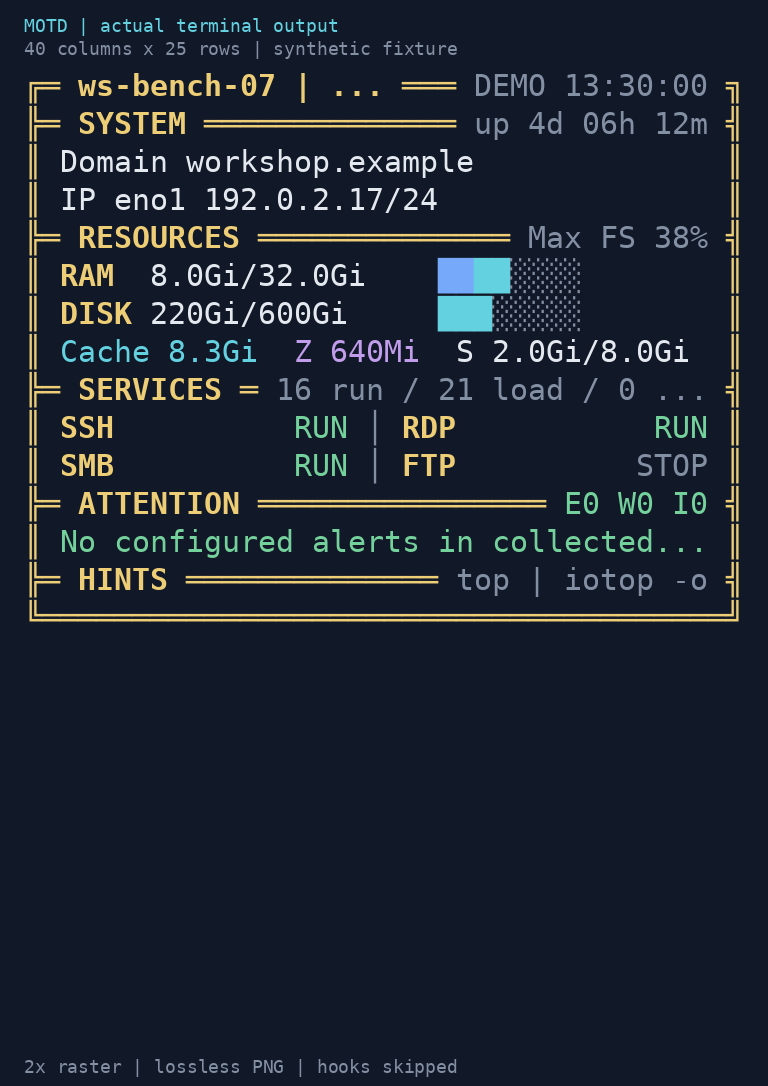 MOTD | actual terminal output
40 columns x 25 rows | synthetic fixture
ws-bench-07 | ... DEMO 13:30:00
SYSTEM up 4d 06h 12m
Domain workshop.example
IP eno1 192.0.2.17/24
RESOURCES Max FS 38%
RAM 8.0Gi/32.0Gi
DISK 220Gi/600Gi
Cache 8.3Gi Z 640Mi S 2.0Gi/8.0Gi
SERVICES 16 run / 21 load / 0 ...
SSH RUN │ RDP RUN
SMB RUN │ FTP STOP
ATTENTION E0 W0 I0
No configured alerts in collected...
HINTS top | iotop -o
2x raster | lossless PNG | hooks skipped